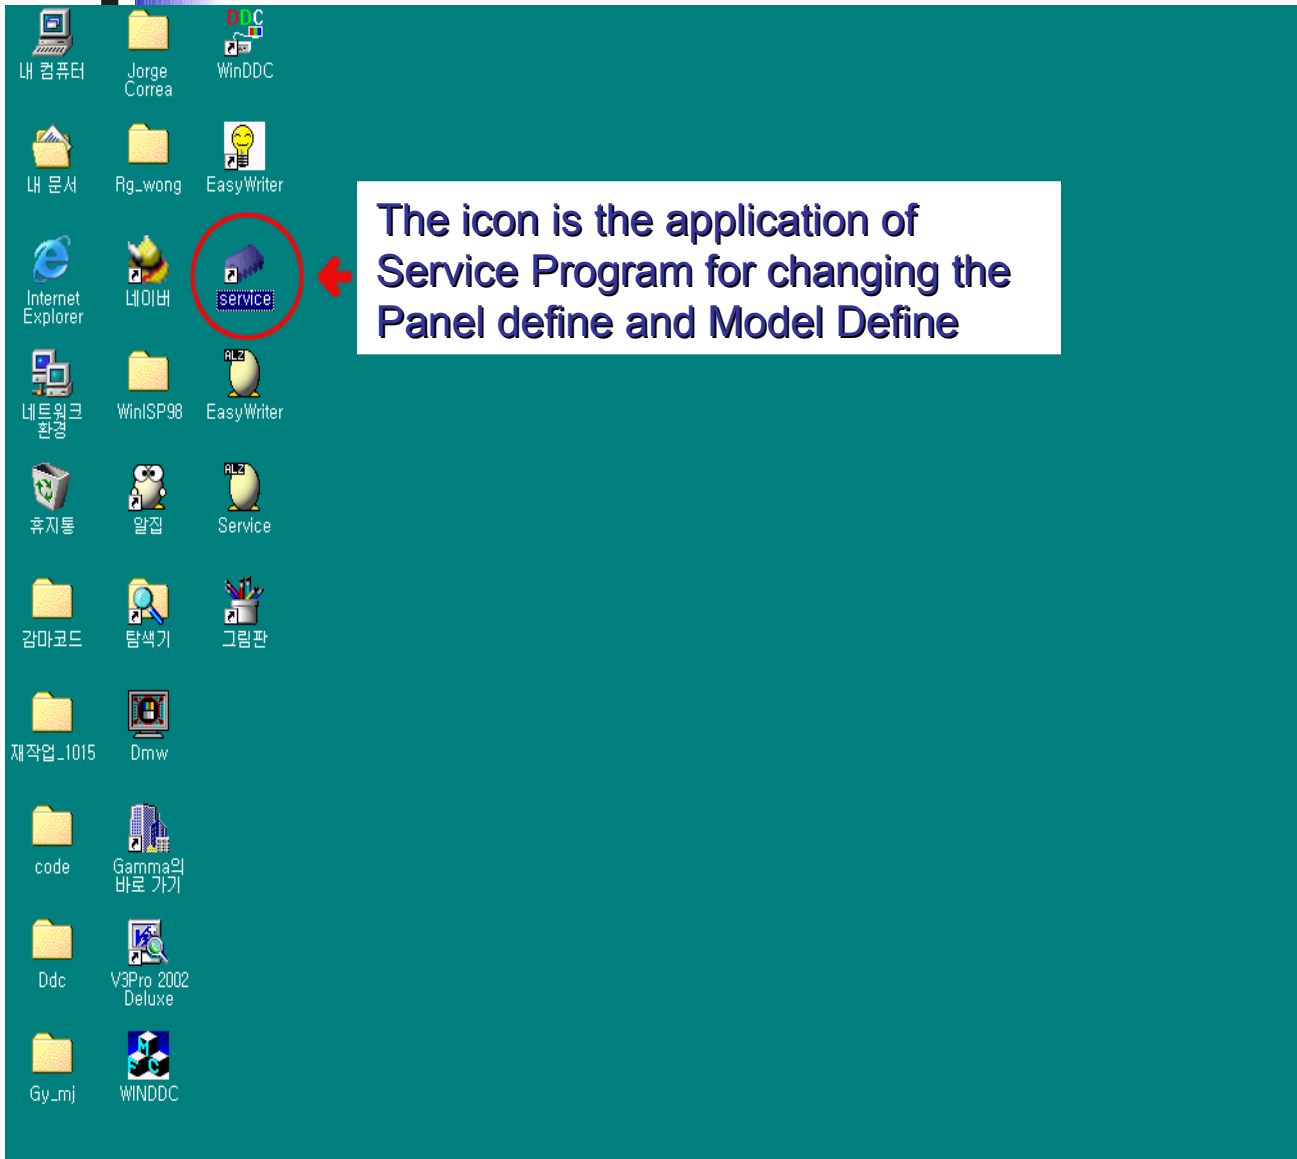 내 컴퓨터
Jorge
Correa
DDC
WinDDC
내 문서
Rg_wong
EasyWriter
The icon is the application of
Service Program for changing the
Panel define and Model Define
Internet
Explorer
네이버
service
네트워크
환경
WinISP98
ALZ
EasyWriter
휴지통
알집
ALZ
Service
감마코드
탐색기
그림판
재작업_1015
Dmw
code
Gamma의
바로 가기
Ddc
V3Pro 2002
Deluxe
Gy_mj
MFC
WINDDC